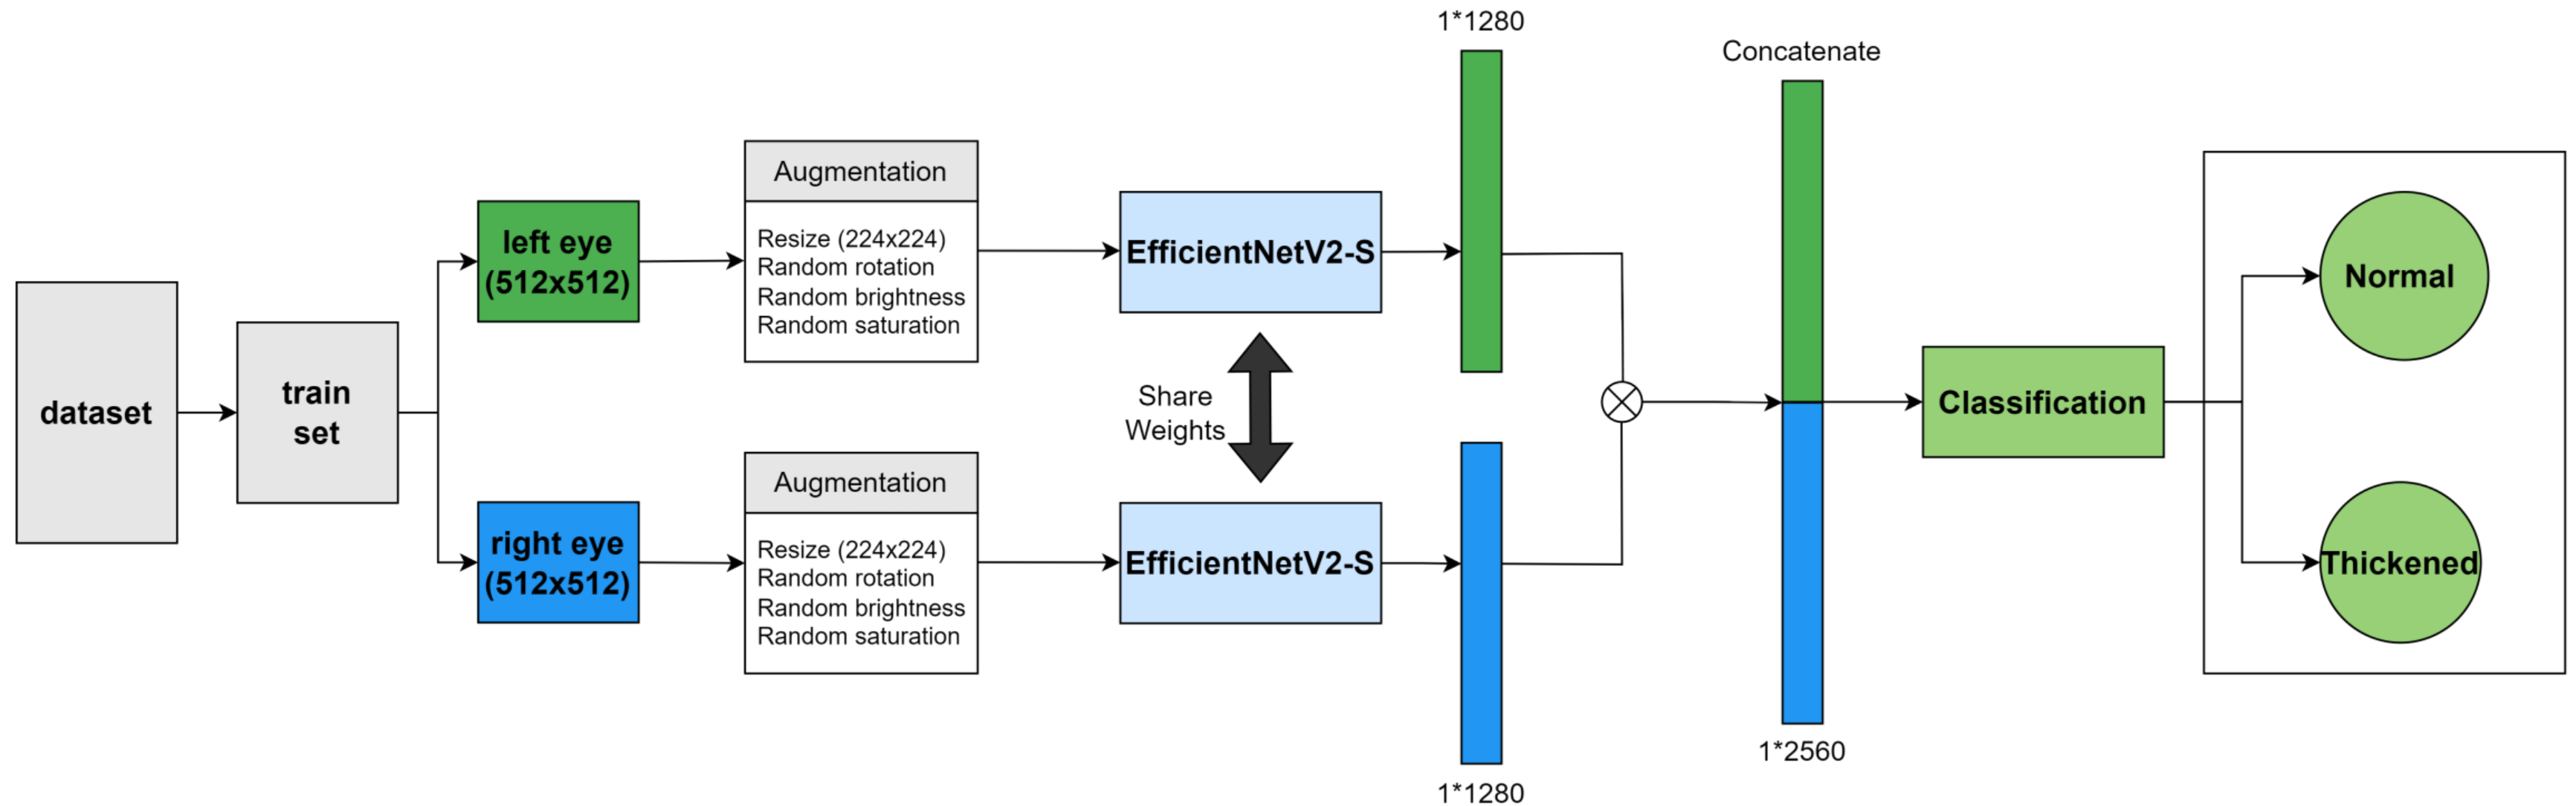 dataset
train
set
left eye
(512x512)
right eye
(512x512)
Augmentation
Resize (224x224)
Random rotation
Random brightness
Random saturation
Augmentation
Resize (224x224)
Random rotation
Random brightness
Random saturation
EfficientNetV2-S
Share
Weights
EfficientNetV2-S
1*1280
1*1280
Concatenate
1*2560
Classification
Normal
Thickened